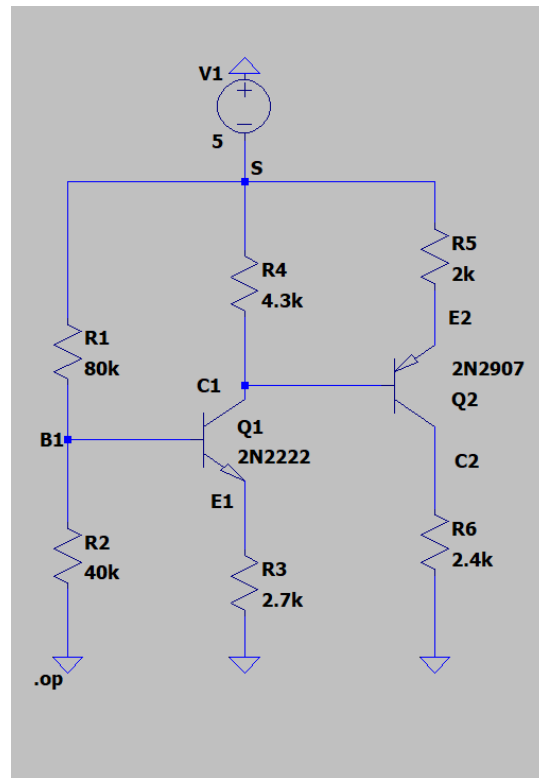 V1
+
−
5
S
R5
2k
R4
4.3k
E2
R1
80k
C1
2N2907
Q2
B1
Q1
2N2222
C2
E1
R2
40k
R6
2.4k
R3
2.7k
.op